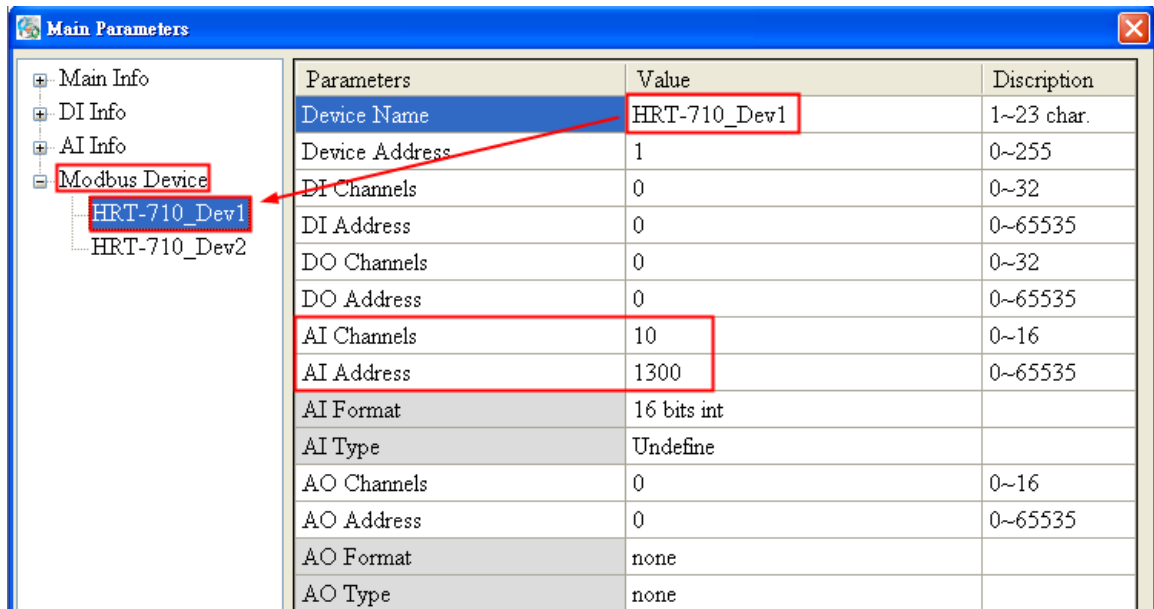 Main Parameters
Main Info
DI Info
AI Info
Modbus Device
HRT-710_Dev1
HRT-710_Dev2
Parameters Value Discription
Device Name HRT-710_Dev1 1~23 char.
Device Address 1 0~255
DI Channels 0 0~32
DI Address 0 0~65535
DO Channels 0 0~32
DO Address 0 0~65535
AI Channels 10 0~16
AI Address 1300 0~65535
AI Format 16 bits int
AI Type Undefine
AO Channels 0 0~16
AO Address 0 0~65535
AO Format none
AO Type none